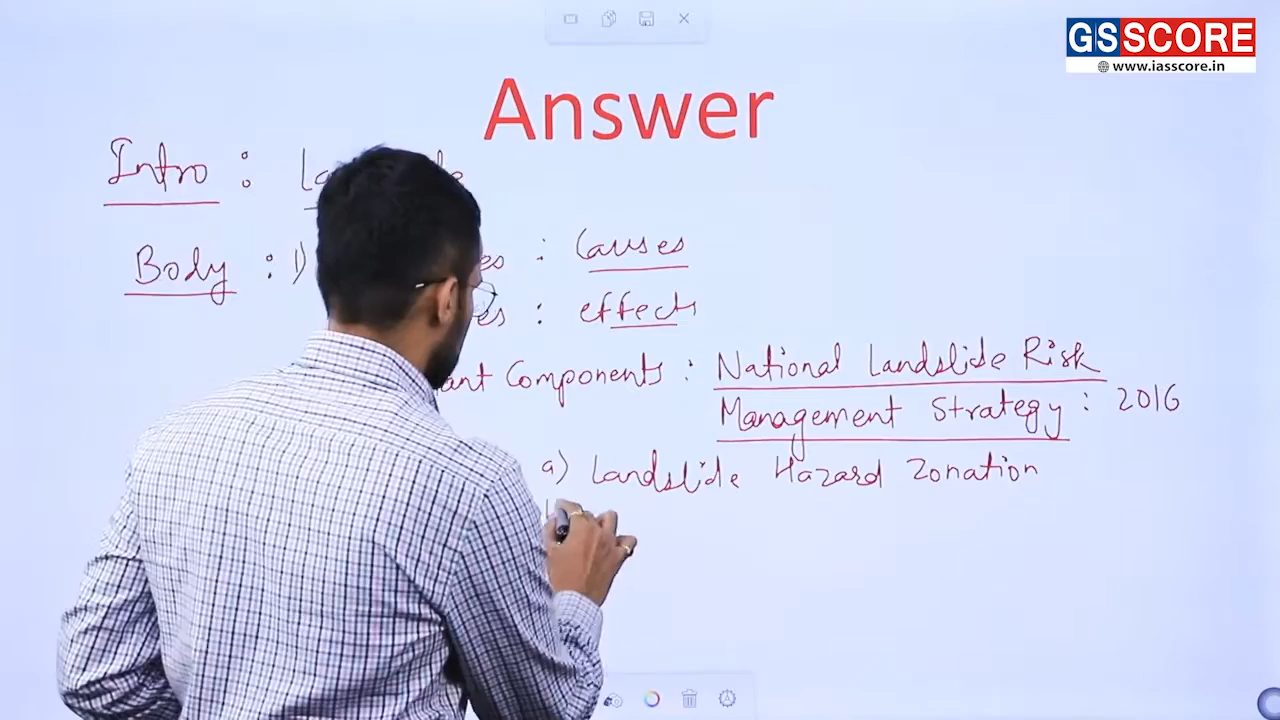 GSSCORE
www.iasscore.in
Answer
Intro :
Body : 1) : Causes
: effects
Components : National Landslide Risk
Management Strategy : 2016
a) Landslide Hazard Zonation